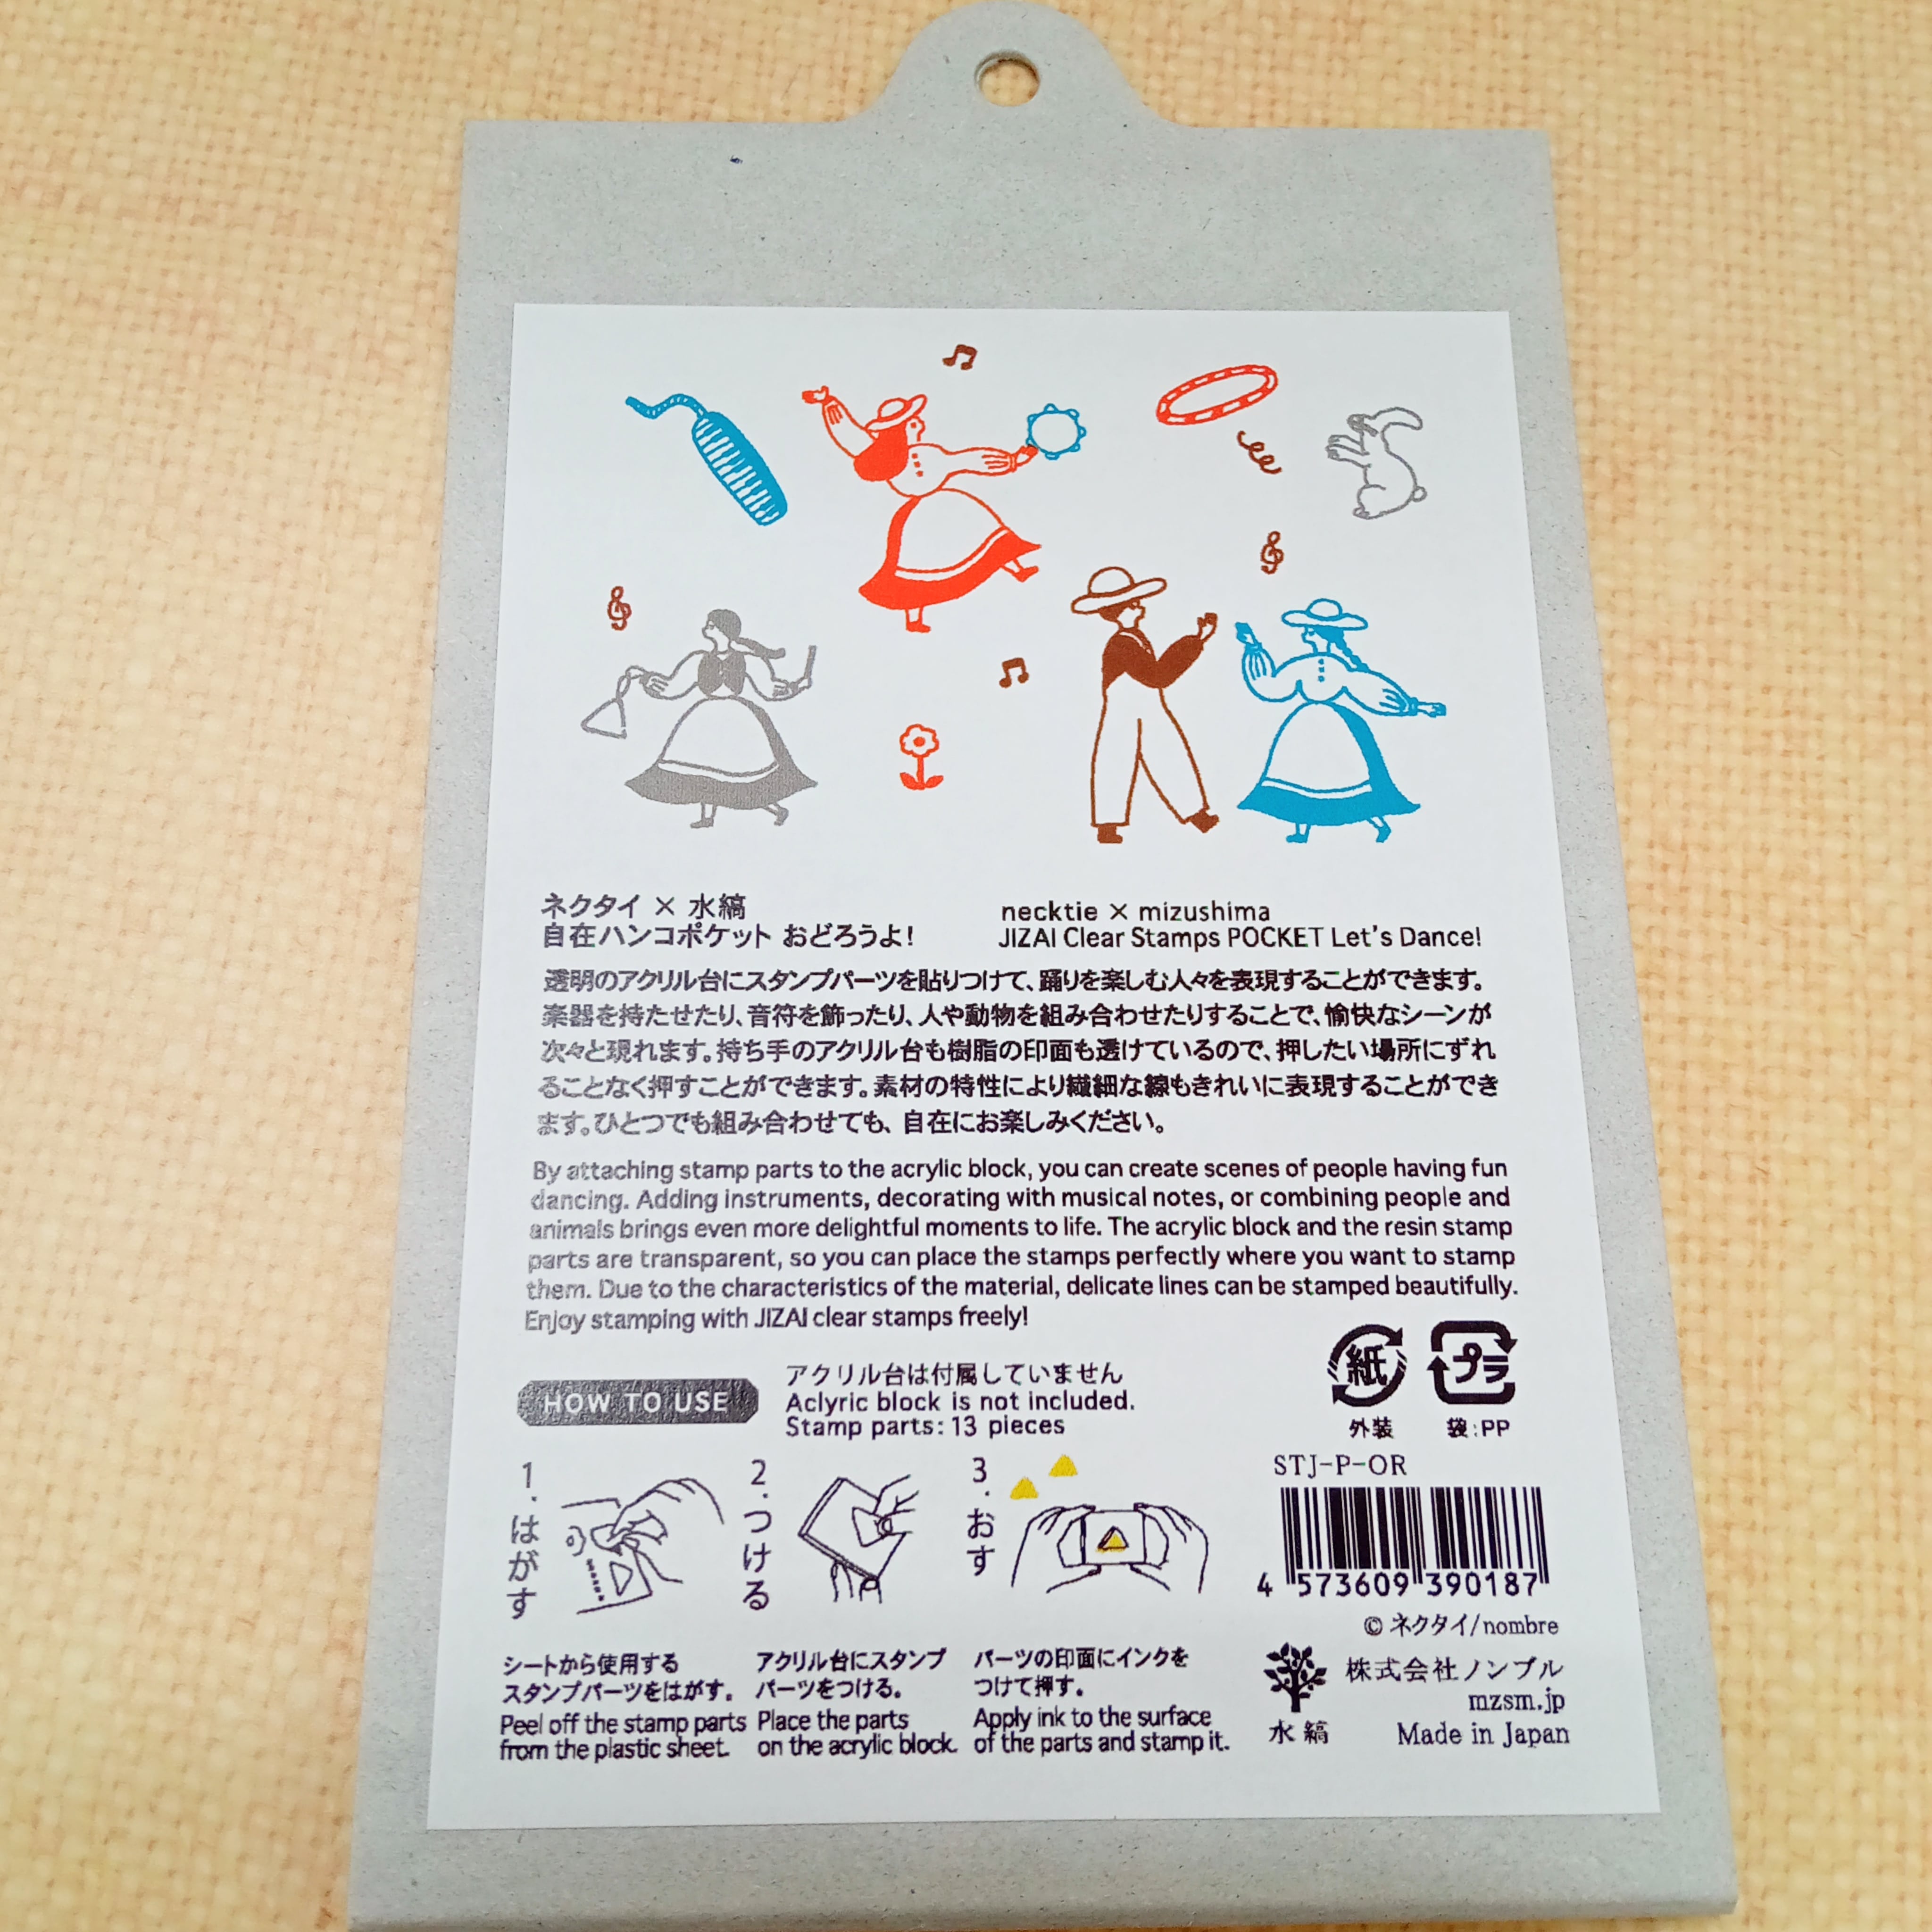 ネクタイ × 水縞
自在ハンコポケット おどろうよ!
necktie × mizushima
JIZAI Clear Stamps POCKET Let's Dance!
透明のアクリル台にスタンプパーツを貼りつけて、踊りを楽しむ人々を表現することができます。
楽器を持たせたり、音符を飾ったり、人や動物を組み合わせたりすることで、愉快なシーンが
次々と現れます。持ち手のアクリル台も樹脂の印面も透けているので、押したい場所にずれ
ることなく押すことができます。素材の特性により繊細な線もきれいに表現することができ
ます。ひとつでも組み合わせても、自在にお楽しみください。
By attaching stamp parts to the acrylic block, you can create scenes of people having fun
dancing. Adding instruments, decorating with musical notes, or combining people and
animals brings even more delightful moments to life. The acrylic block and the resin stamp
parts are transparent, so you can place the stamps perfectly where you want to stamp
them. Due to the characteristics of the material, delicate lines can be stamped beautifully.
Enjoy stamping with JIZAI clear stamps freely!
HOW TO USE
アクリル台は付属していません
Aclyric block is not included.
Stamp parts: 13 pieces
紙
外装
プラ
袋:PP
1.はがす
シートから使用する
スタンプパーツをはがす。
Peel off the stamp parts
from the plastic sheet.
2.つける
アクリル台にスタンプ
パーツをつける。
Place the parts
on the acrylic block.
3.おす
パーツの印面にインクを
つけて押す。
Apply ink to the surface
of the parts and stamp it.
STJ-P-OR
4 573609 390187
© ネクタイ/nombre
水縞
株式会社ノンブル
mzsm.jp
Made in Japan